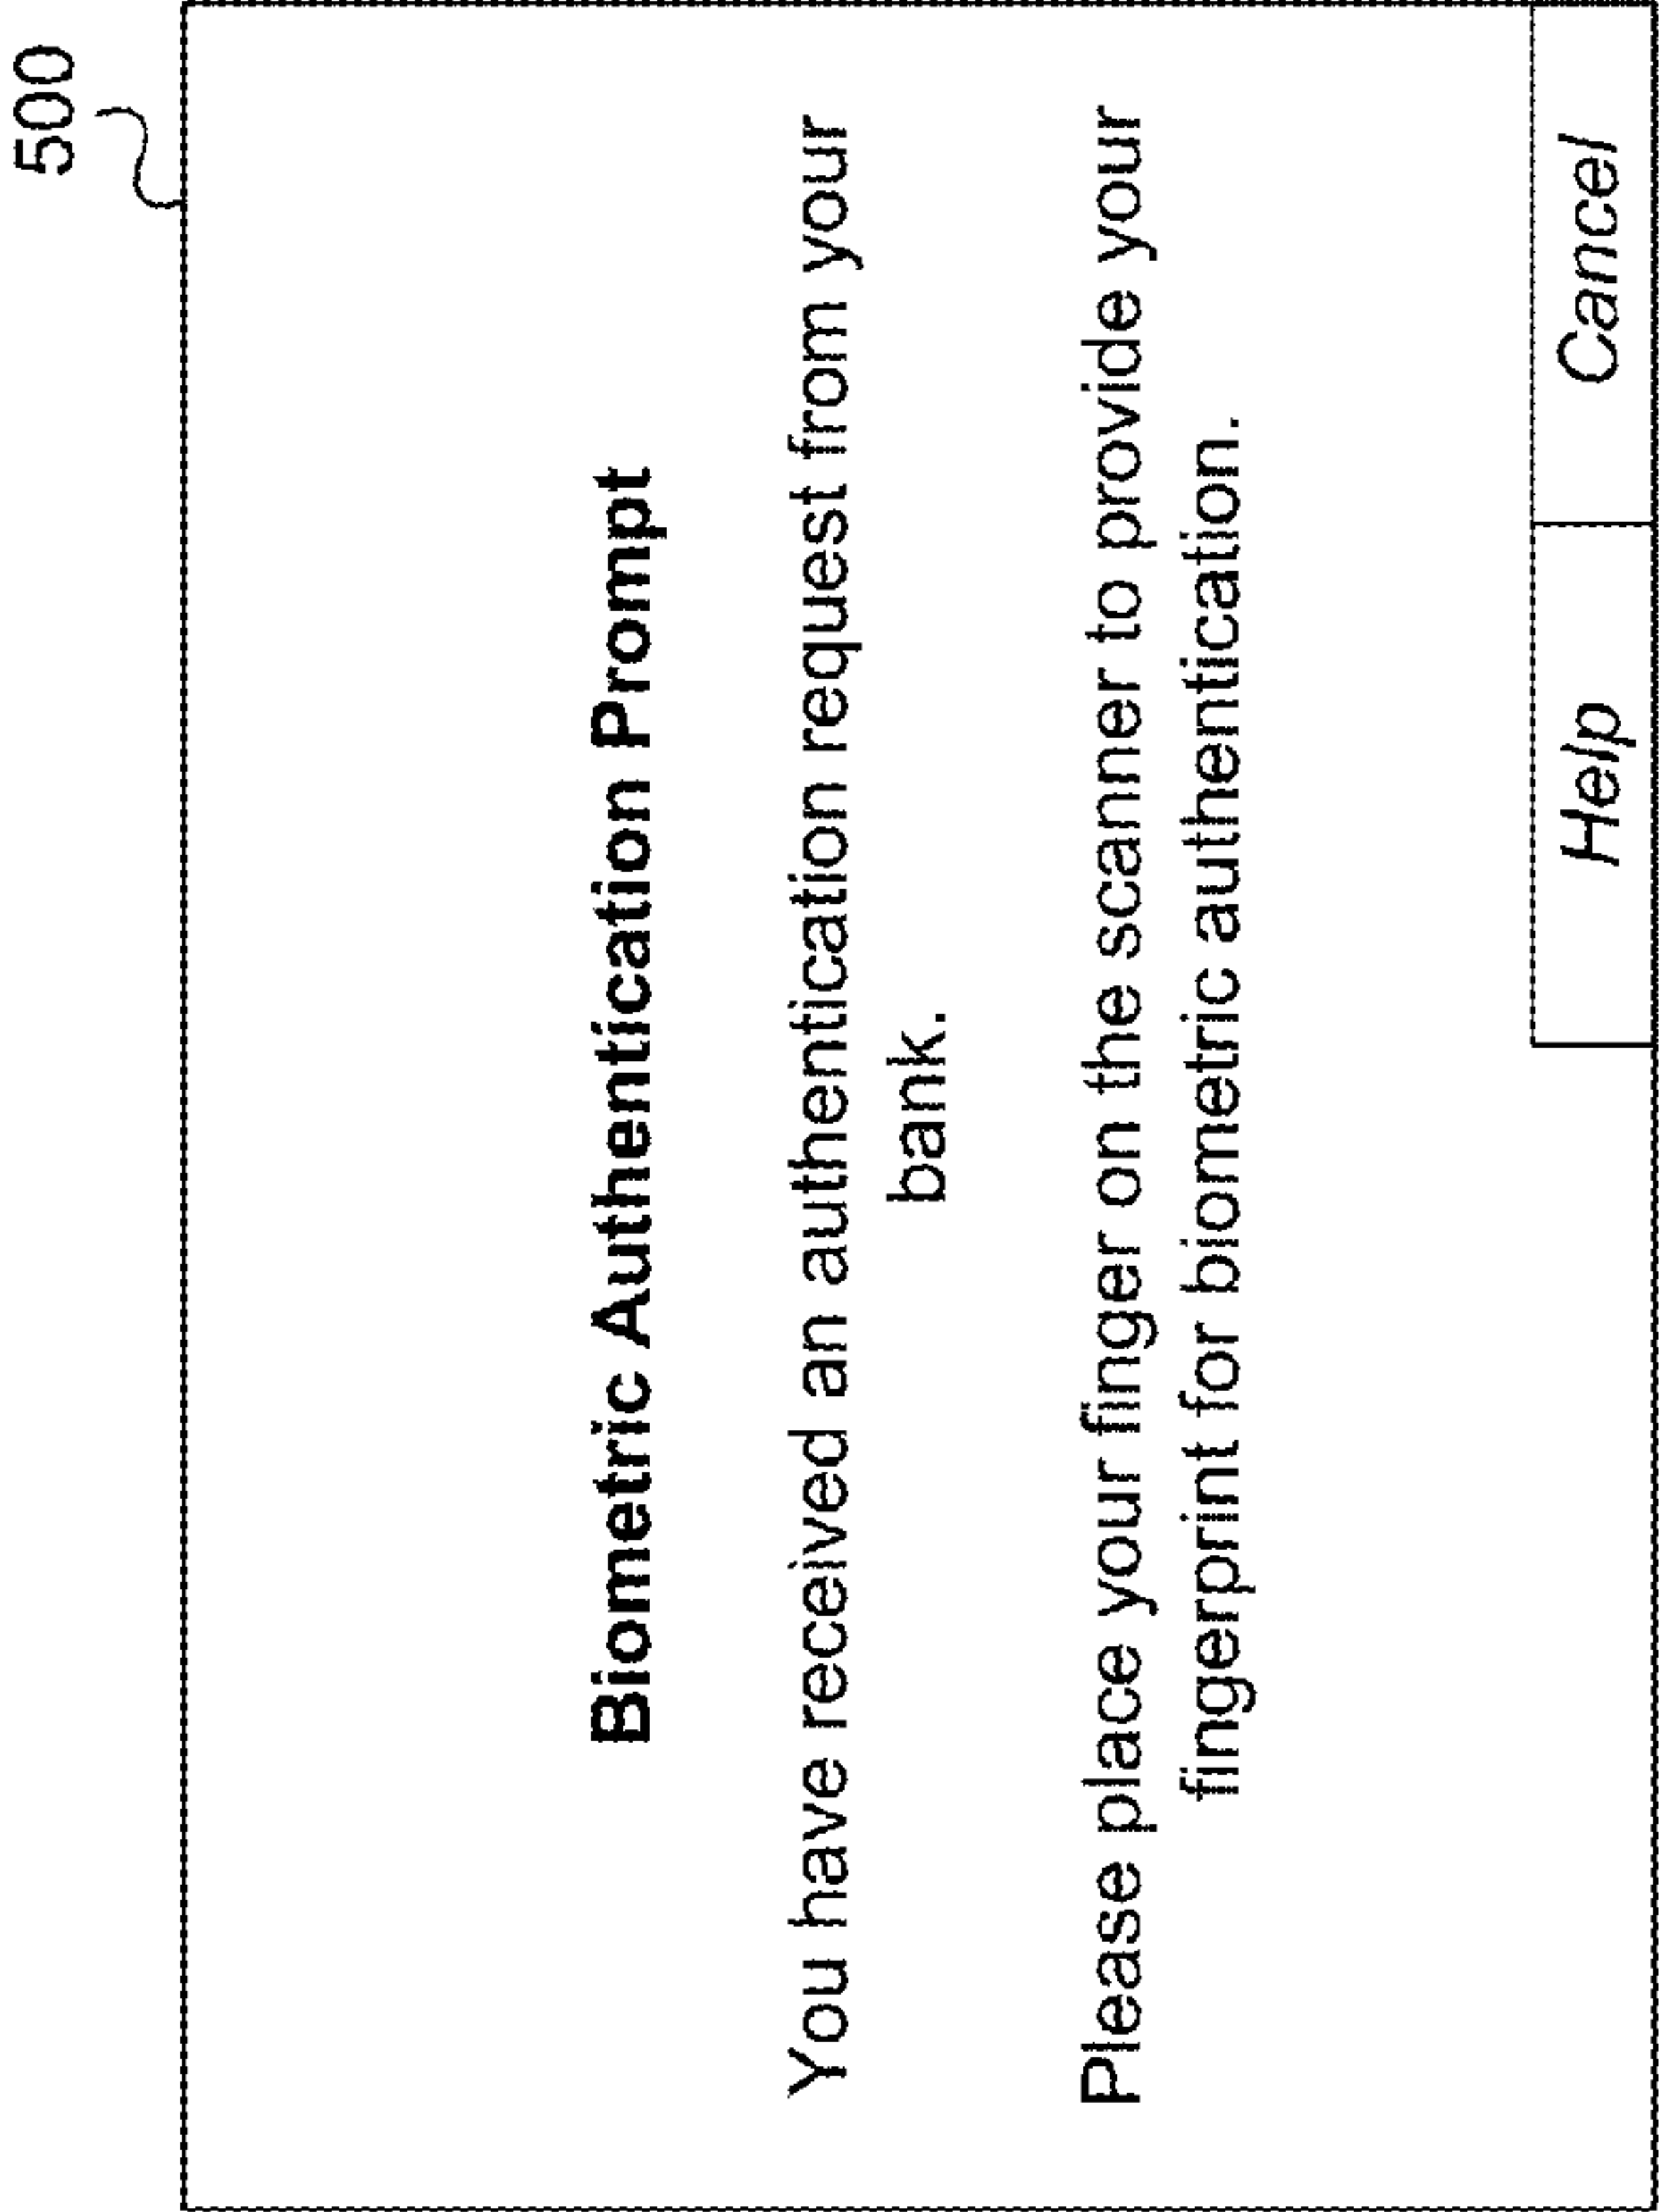 500
Biometric Authentication Prompt
You have received an authentication request from your
bank.
Please place your finger on the scanner to provide your
fingerprint for biometric authentication.
Help
Cancel